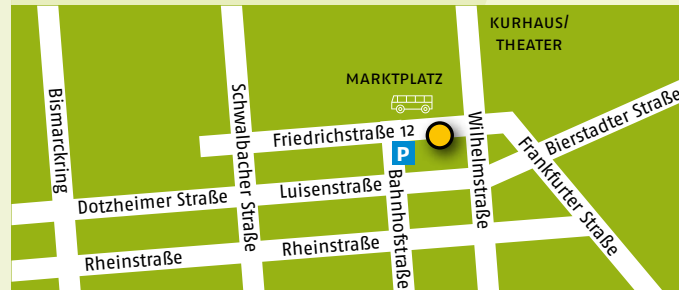 KURHAUS/
THEATER
MARKTPLATZ
Bismarckring
Schwalbacher Straße
Friedrichstraße 12
P
Wilhelmstraße
Bierstadter Straße
Frankfurter Straße
Dotzheimer Straße
Luisenstraße
Bahnhofstraße
Rheinstraße
Rheinstraße